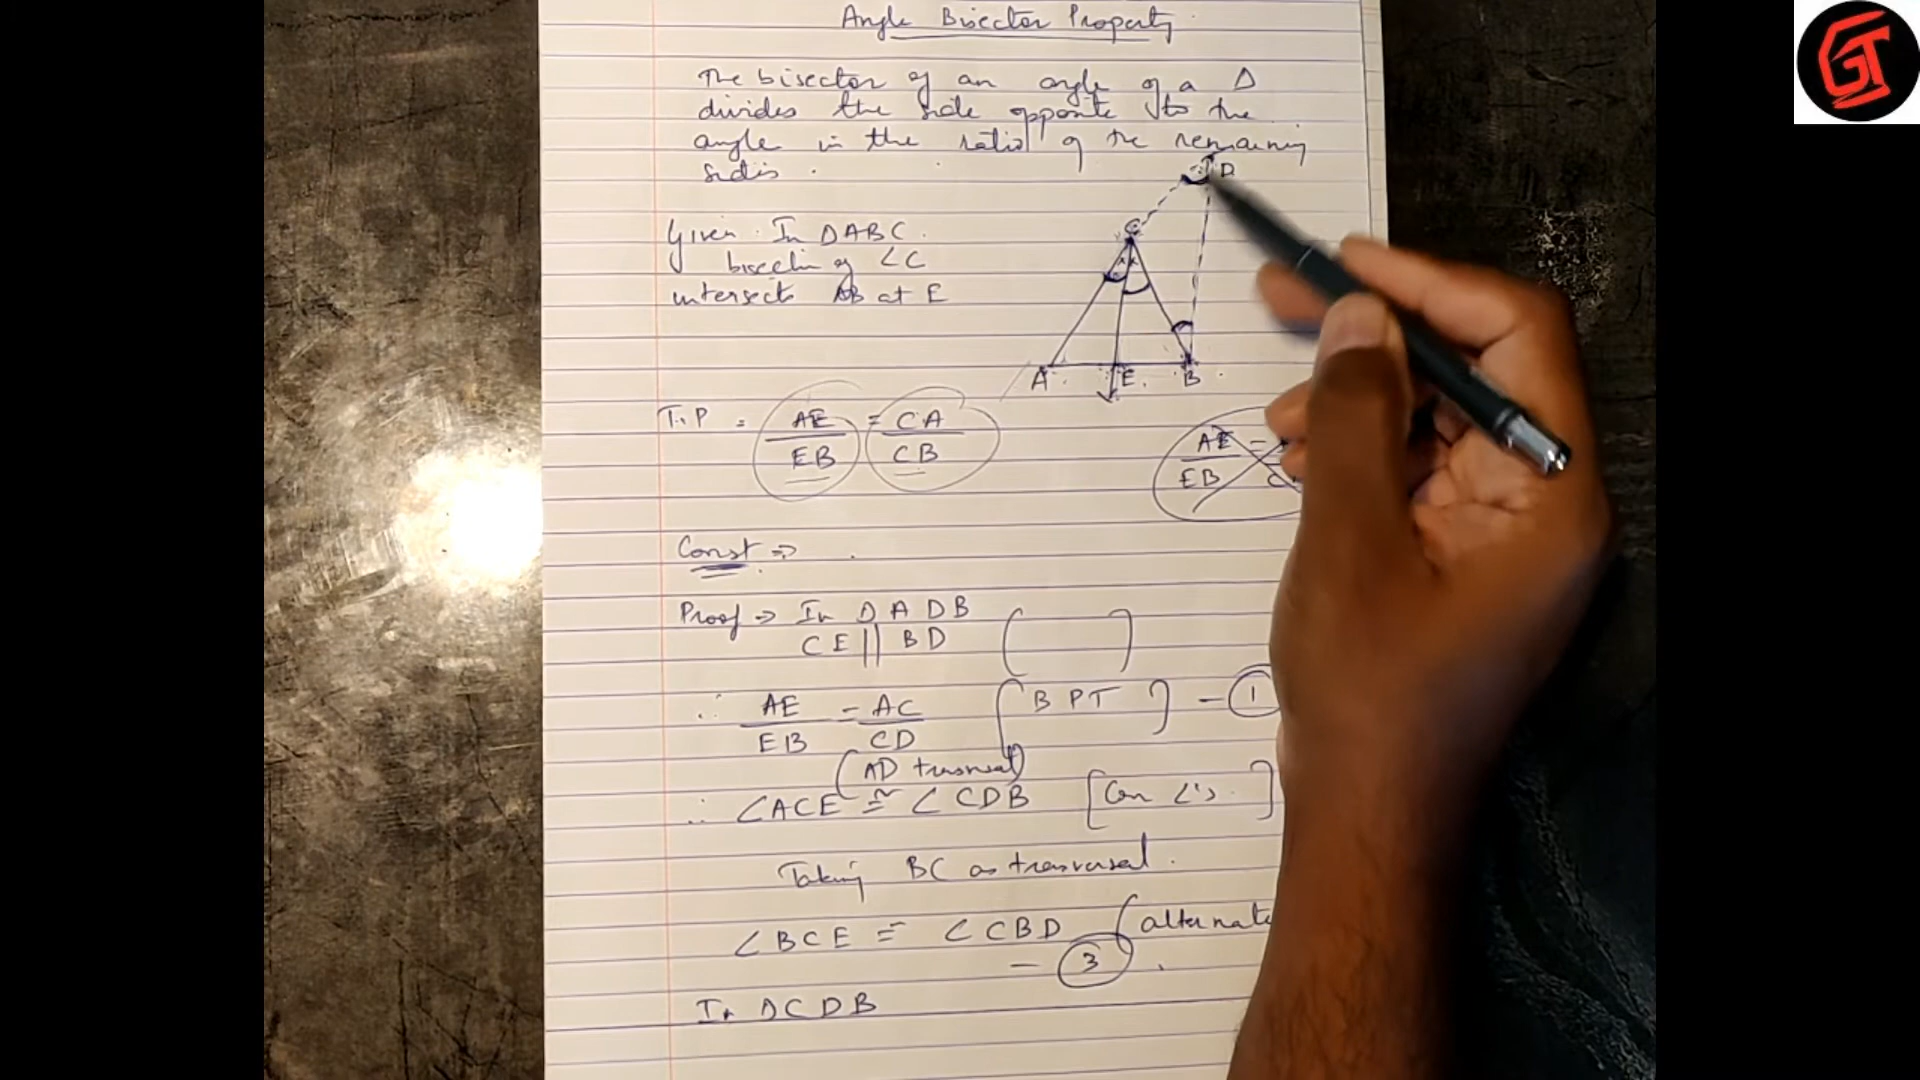 Angle Bisector Property
The bisector of an angle of a Δ
divides the side opposite to the
angle in the ratio of the remaining
sides.
D
Given. In ΔABC.
C
bisector of ∠C
intersects AB at E
A E B
T.P = AE/EB = CA/CB
AE/EB =
Const ⇒
Proof ⇒ In Δ A D B
CE || BD
∴ AE/EB = AC/CD [BPT] - ①
(AD transversal)
∴ ∠ACE ≅ ∠CDB [Corr ∠'s]
Taking BC as transversal.
∠BCE ≅ ∠CBD (alternate
- ③
In ΔCDB
GT